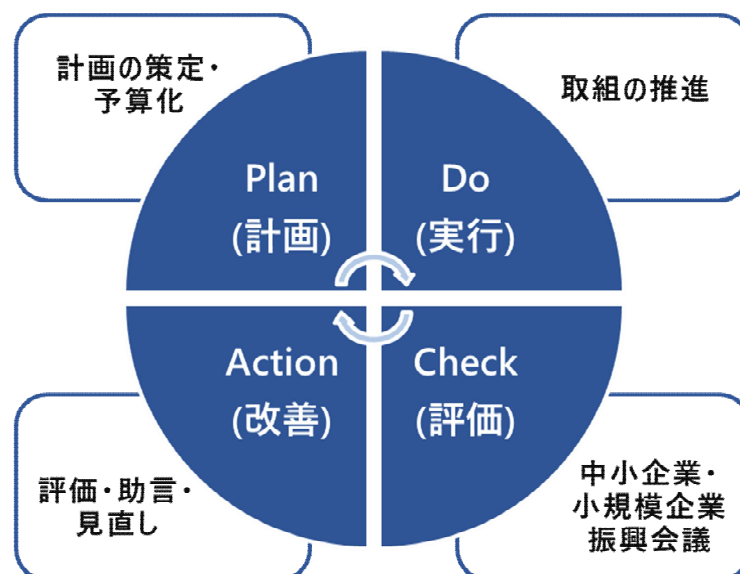 計画の策定・
予算化
取組の推進
Plan
(計画)
Do
(実行)
Action
(改善)
Check
(評価)
評価・助言・
見直し
中小企業・
小規模企業
振興会議